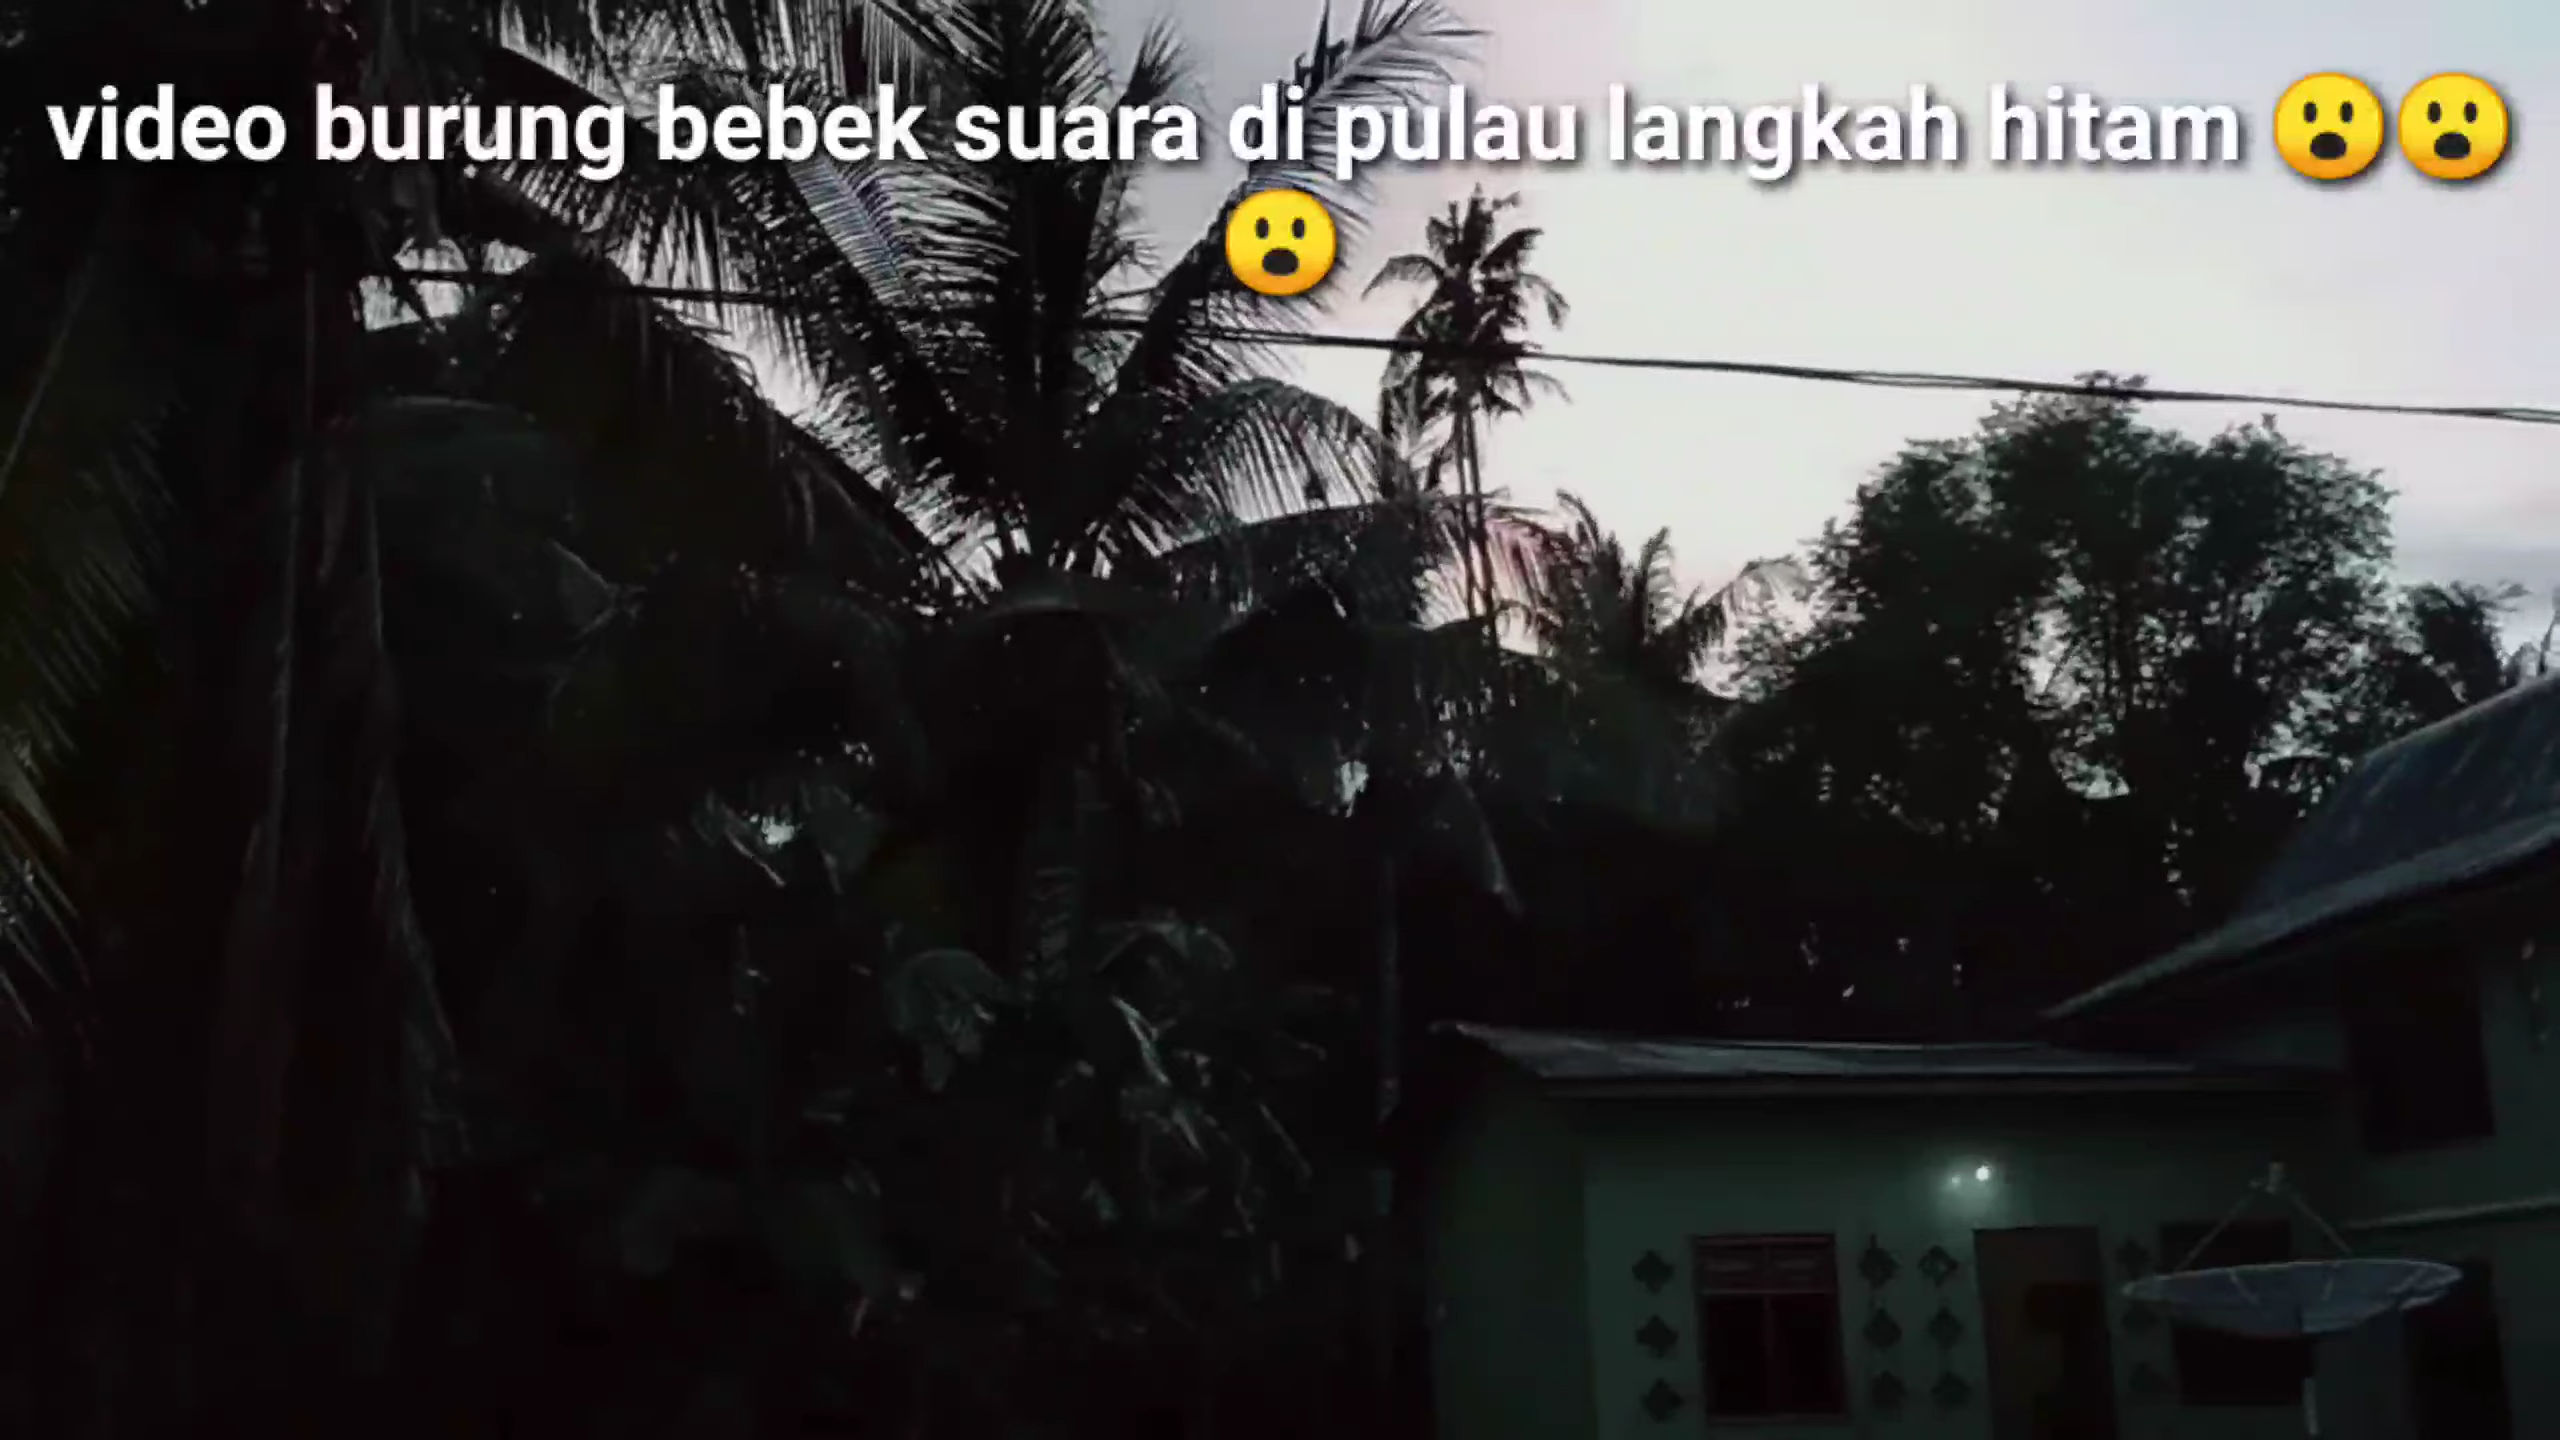 video burung bebek suara di pulau langkah hitam 😮😮
😮